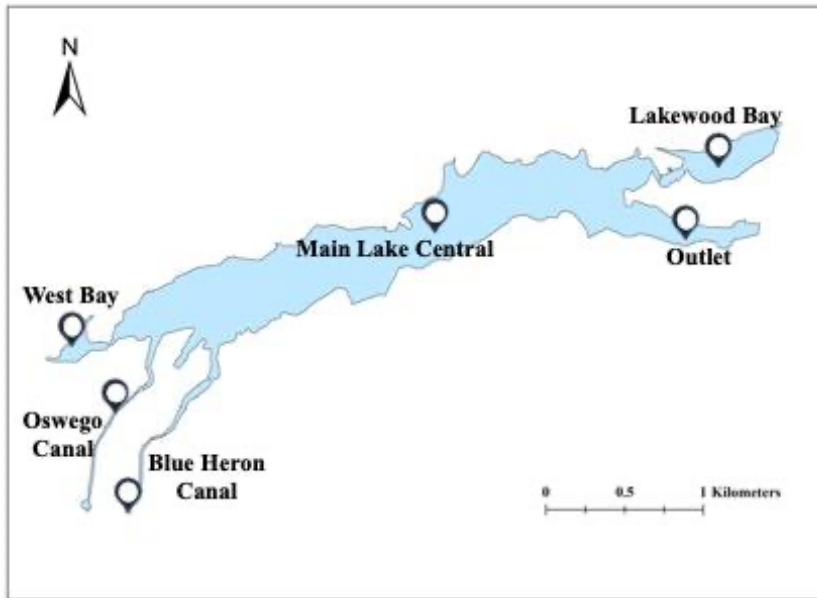 N
Lakewood Bay
Main Lake Central
Outlet
West Bay
Oswego
Canal
Blue Heron
Canal
0 0.5 1 Kilometers